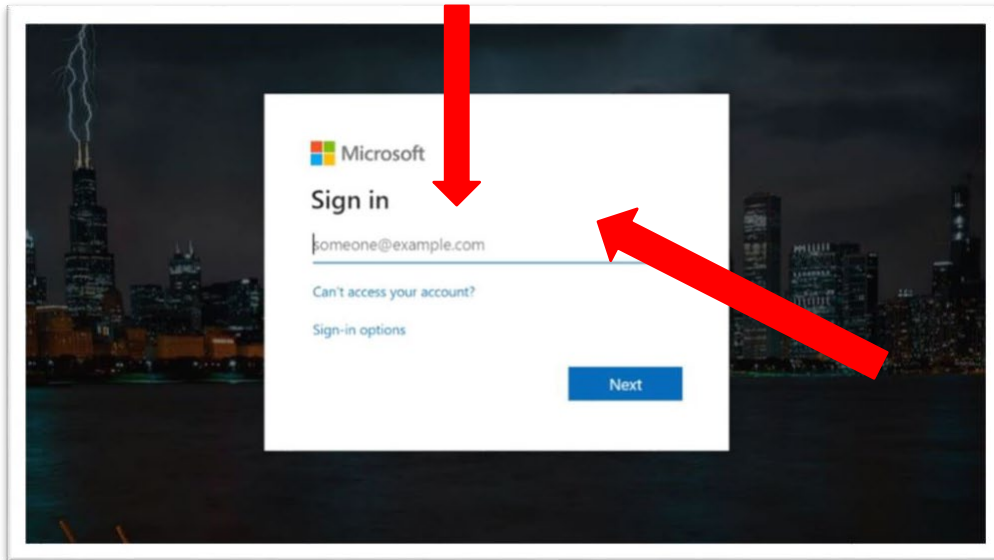 Microsoft
Sign in
someone@example.com
Can't access your account?
Sign-in options
Next